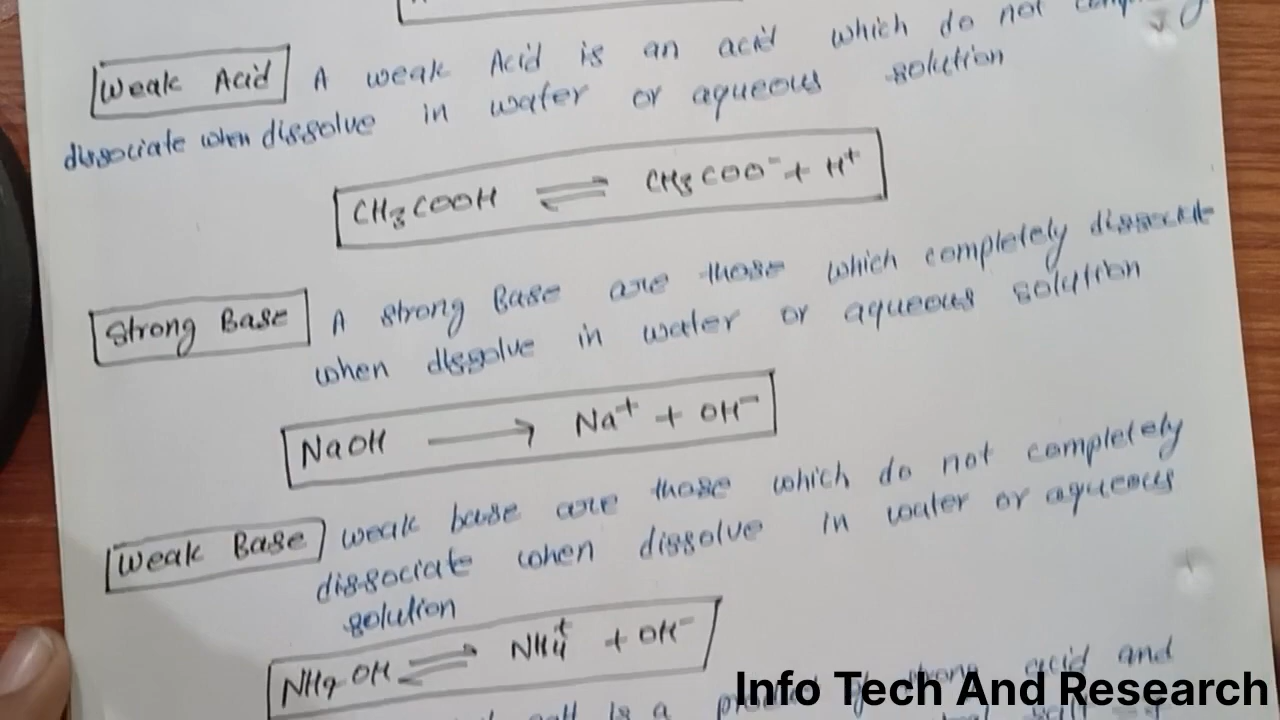 Weak Acid A weak Acid is an acid which do not
dissociate when dissolve in water or aqueous solution
CH3COOH ⇌ CH3COO⁻ + H⁺
Strong Base A strong Base are those which completely dissociate
when dissolve in water or aqueous solution
NaOH → Na⁺ + OH⁻
Weak Base weak base are those which do not completely
dissociate when dissolve in water or aqueous
solution
NH4OH ⇌ NH4⁺ + OH⁻
is a strong acid and
Info Tech And Research